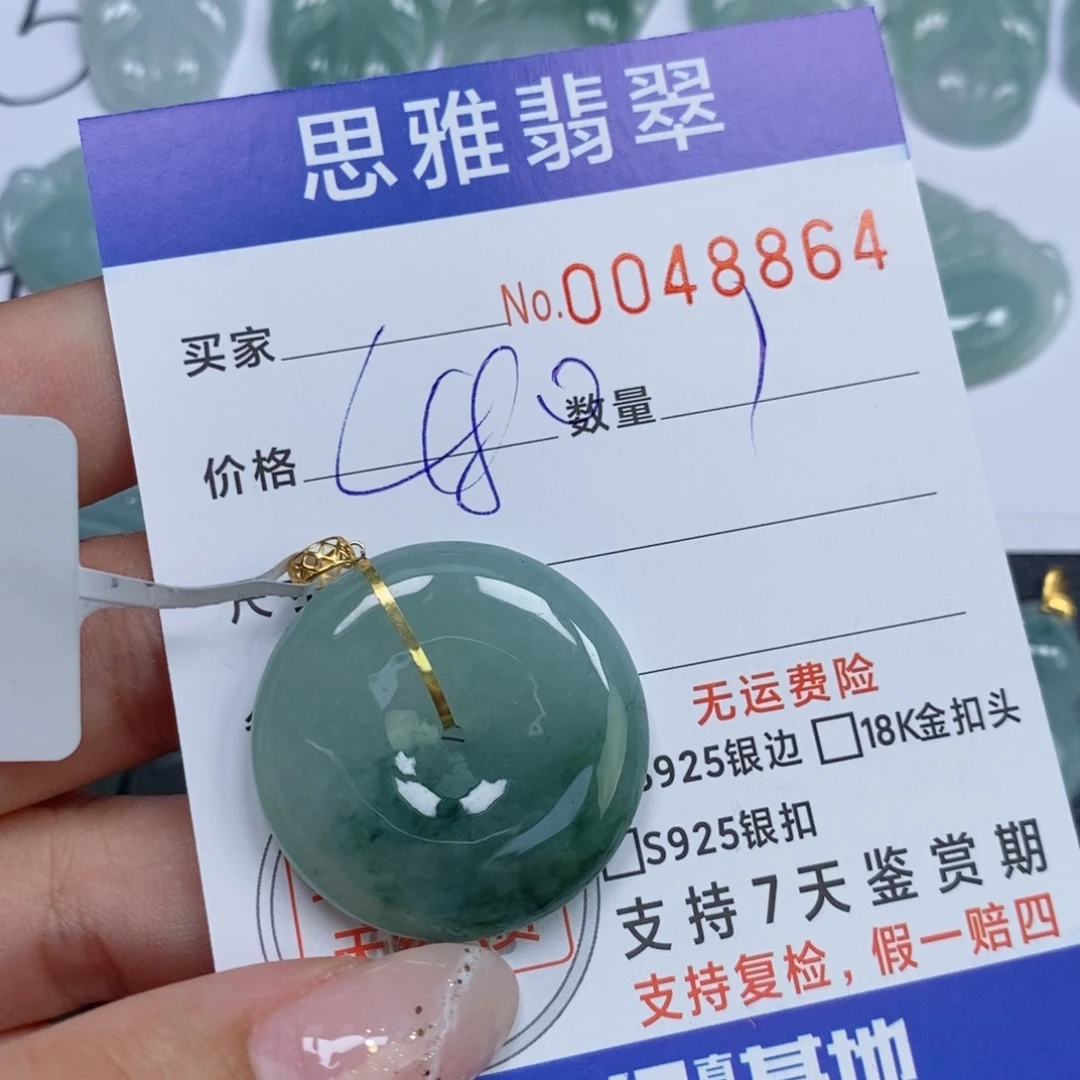 思雅翡翠
No.0048864
买家
价格 数量
无运费险
S925银边 □18K金扣头
□S925银扣
支持7天鉴赏期
支持复检，假一赔四
基地